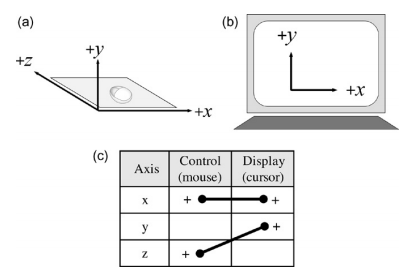 (a)
+y
+z
+x
(b)
+y
+x
(c)
Axis Control (mouse) Display (cursor)
x + +
y +
z +